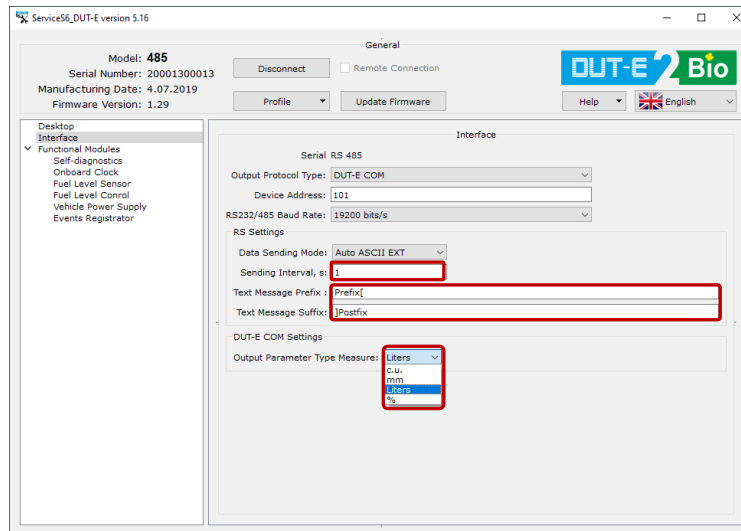 ServiceS6_DUT-E version 5.16
General
Model: 485
Serial Number: 20001300013
Manufacturing Date: 4.07.2019
Firmware Version: 1.29
Disconnect
Remote Connection
Profile
Update Firmware
DUT-E 2 Bio
Help
English
Desktop
Interface
Functional Modules
Self-diagnostics
Onboard Clock
Fuel Level Sensor
Fuel Level Conrol
Vehicle Power Supply
Events Registrator
Interface
Serial RS 485
Output Protocol Type: DUT-E COM
Device Address: 101
RS232/485 Baud Rate: 19200 bits/s
RS Settings
Data Sending Mode: Auto ASCII EXT
Sending Interval, s: 1
Text Message Prefix : Prefix[
Text Message Suffix: ]Postfix
DUT-E COM Settings
Output Parameter Type Measure: Liters
c.u.
mm
Liters
%